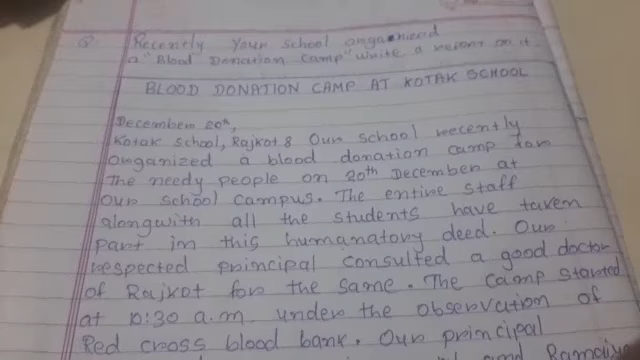 Recently your school organized
a "Blood Donation Camp" write a report on it.
BLOOD DONATION CAMP AT KOTAK SCHOOL
December 20th,
Kotak School, Rajkot : Our school recently
organized a blood donation camp for
the needy people on 20th December at
our school campus. The entire staff
alongwith all the students have taken
part in this humanatory deed. Our
respected principal consulted a good doctor
of Rajkot for the same. The camp started
at 10:30 a.m. under the observation of
Red cross blood bank. Our principal
and